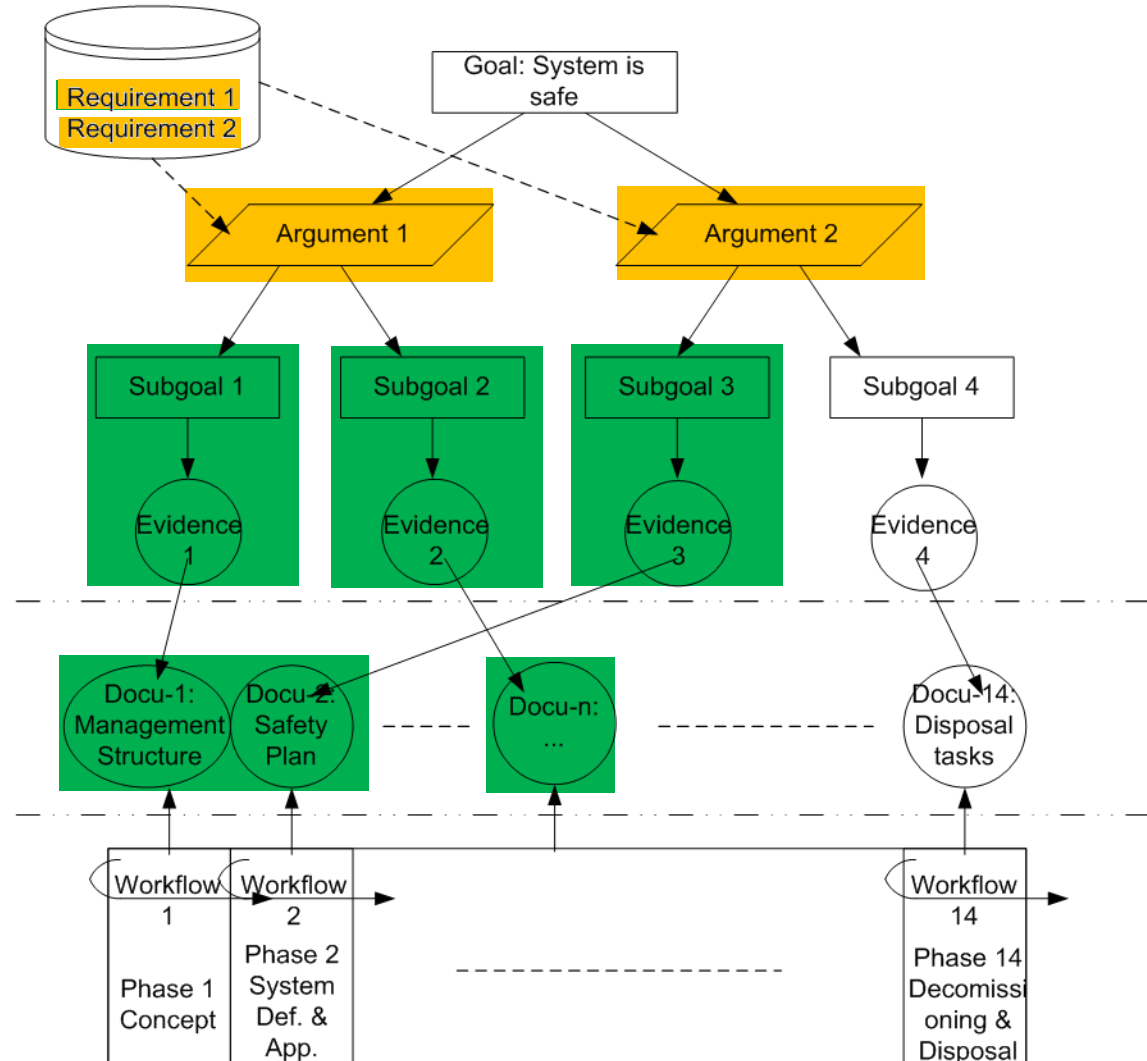 Goal: System is
safe
Requirement 1
Requirement 2
Argument 1
Argument 2
Subgoal 1
Subgoal 2
Subgoal 3
Subgoal 4
Evidence
1
Evidence
2
Evidence
3
Evidence
4
Docu-1:
Management
Structure
Docu-2:
Safety
Plan
Docu-n:
...
Docu-14:
Disposal
tasks
Workflow
1
Phase 1
Concept
Workflow
2
Phase 2
System
Def. &
App.
Workflow
14
Phase 14
Decomissi
oning &
Disposal